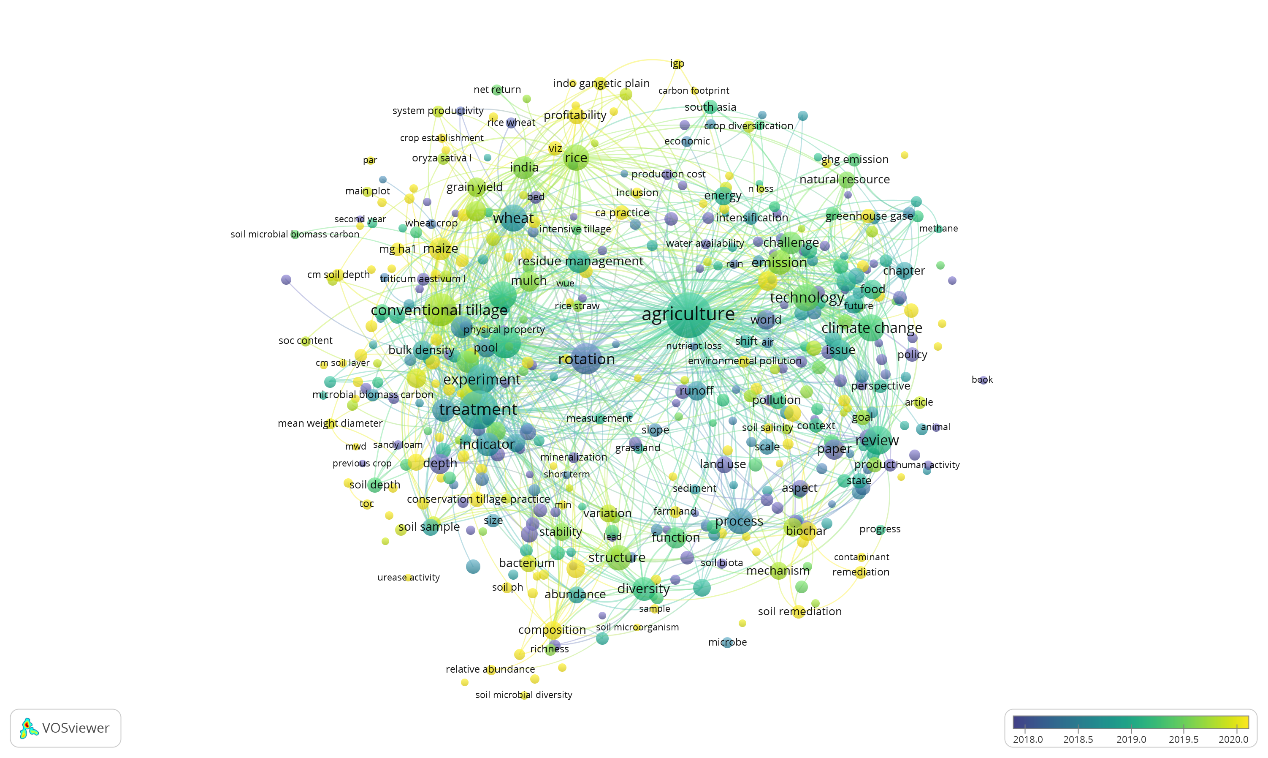 igp
indo gangetic plain
net return
carbon footprint
south asia
system productivity
profitability
rice wheat
crop diversification
crop establishment
economic
viz
rice
oryza sativa l
par
india
ghg emission
production cost
natural resource
main plot
grain yield
bed
inclusion
energy
n loss
second year
wheat crop
wheat
ca practice
intensification
greenhouse gase
soil microbial biomass carbon
intensive tillage
methane
mg ha1
maize
water availability
challenge
residue management
rain
emission
cm soil depth
triticum aestivum l
mulch
wue
chapter
food
rice straw
technology
future
conventional tillage
agriculture
world
physical property
climate change
soc content
bulk density
pool
nutrient loss
shift
air
issue
rotation
environmental pollution
policy
cm soil layer
experiment
book
microbial biomass carbon
runoff
perspective
treatment
pollution
article
measurement
goal
mean weight diameter
slope
soil salinity
context
animal
mwd
sandy loam
indicator
grassland
scale
paper
review
previous crop
depth
mineralization
land use
product
human activity
short term
soil depth
sediment
aspect
state
toc
conservation tillage practice
min
soil sample
size
variation
farmland
process
stability
lead
function
biochar
progress
structure
bacterium
soil biota
mechanism
contaminant
remediation
urease activity
soil ph
abundance
diversity
sample
soil remediation
composition
soil microorganism
richness
microbe
relative abundance
soil microbial diversity
VOSviewer
2018.0
2018.5
2019.0
2019.5
2020.0